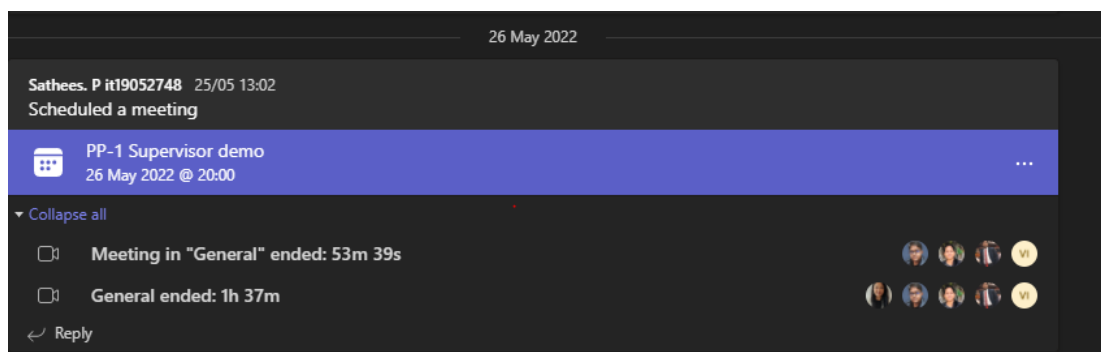 26 May 2022
Sathees. P it19052748 25/05 13:02
Scheduled a meeting
PP-1 Supervisor demo
26 May 2022 @ 20:00
Collapse all
Meeting in "General" ended: 53m 39s
VI
General ended: 1h 37m
VI
Reply